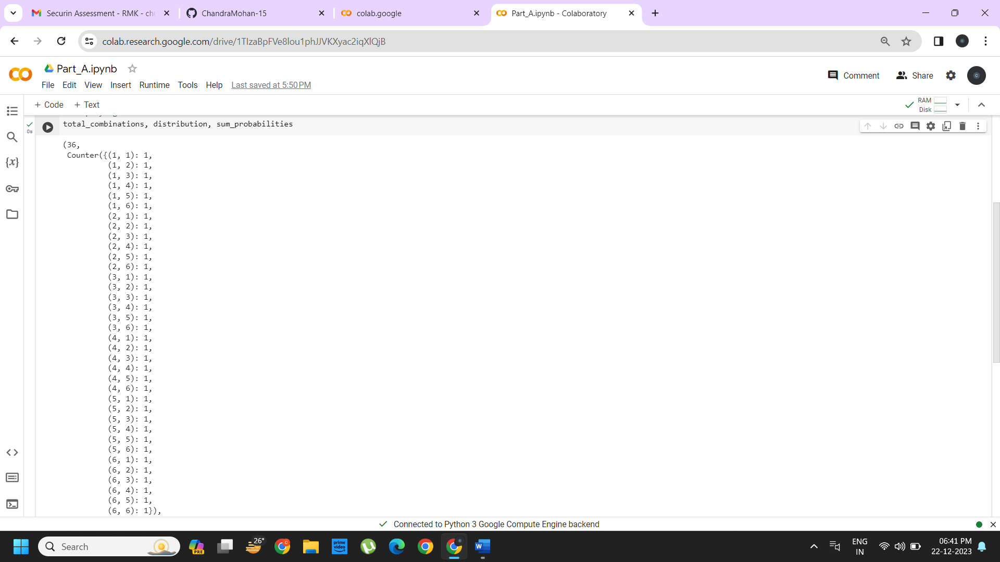 Securin Assessment - RMK - ch
ChandraMohan-15
colab.google
Part_A.ipynb - Colaboratory
colab.research.google.com/drive/1TIzaBpFVe8lou1phJJVKXyac2iqXlQjB
Part_A.ipynb
File Edit View Insert Runtime Tools Help Last saved at 5:50 PM
Comment
Share
C
+ Code + Text
RAM
Disk
0s
total_combinations, distribution, sum_probabilities
(36,
Counter({(1, 1): 1,
(1, 2): 1,
(1, 3): 1,
(1, 4): 1,
(1, 5): 1,
(1, 6): 1,
(2, 1): 1,
(2, 2): 1,
(2, 3): 1,
(2, 4): 1,
(2, 5): 1,
(2, 6): 1,
(3, 1): 1,
(3, 2): 1,
(3, 3): 1,
(3, 4): 1,
(3, 5): 1,
(3, 6): 1,
(4, 1): 1,
(4, 2): 1,
(4, 3): 1,
(4, 4): 1,
(4, 5): 1,
(4, 6): 1,
(5, 1): 1,
(5, 2): 1,
(5, 3): 1,
(5, 4): 1,
(5, 5): 1,
(5, 6): 1,
(6, 1): 1,
(6, 2): 1,
(6, 3): 1,
(6, 4): 1,
(6, 5): 1,
(6, 6): 1}),
Connected to Python 3 Google Compute Engine backend
Search
PRE
26°
prime video
W
ENG
IN
06:41 PM
22-12-2023